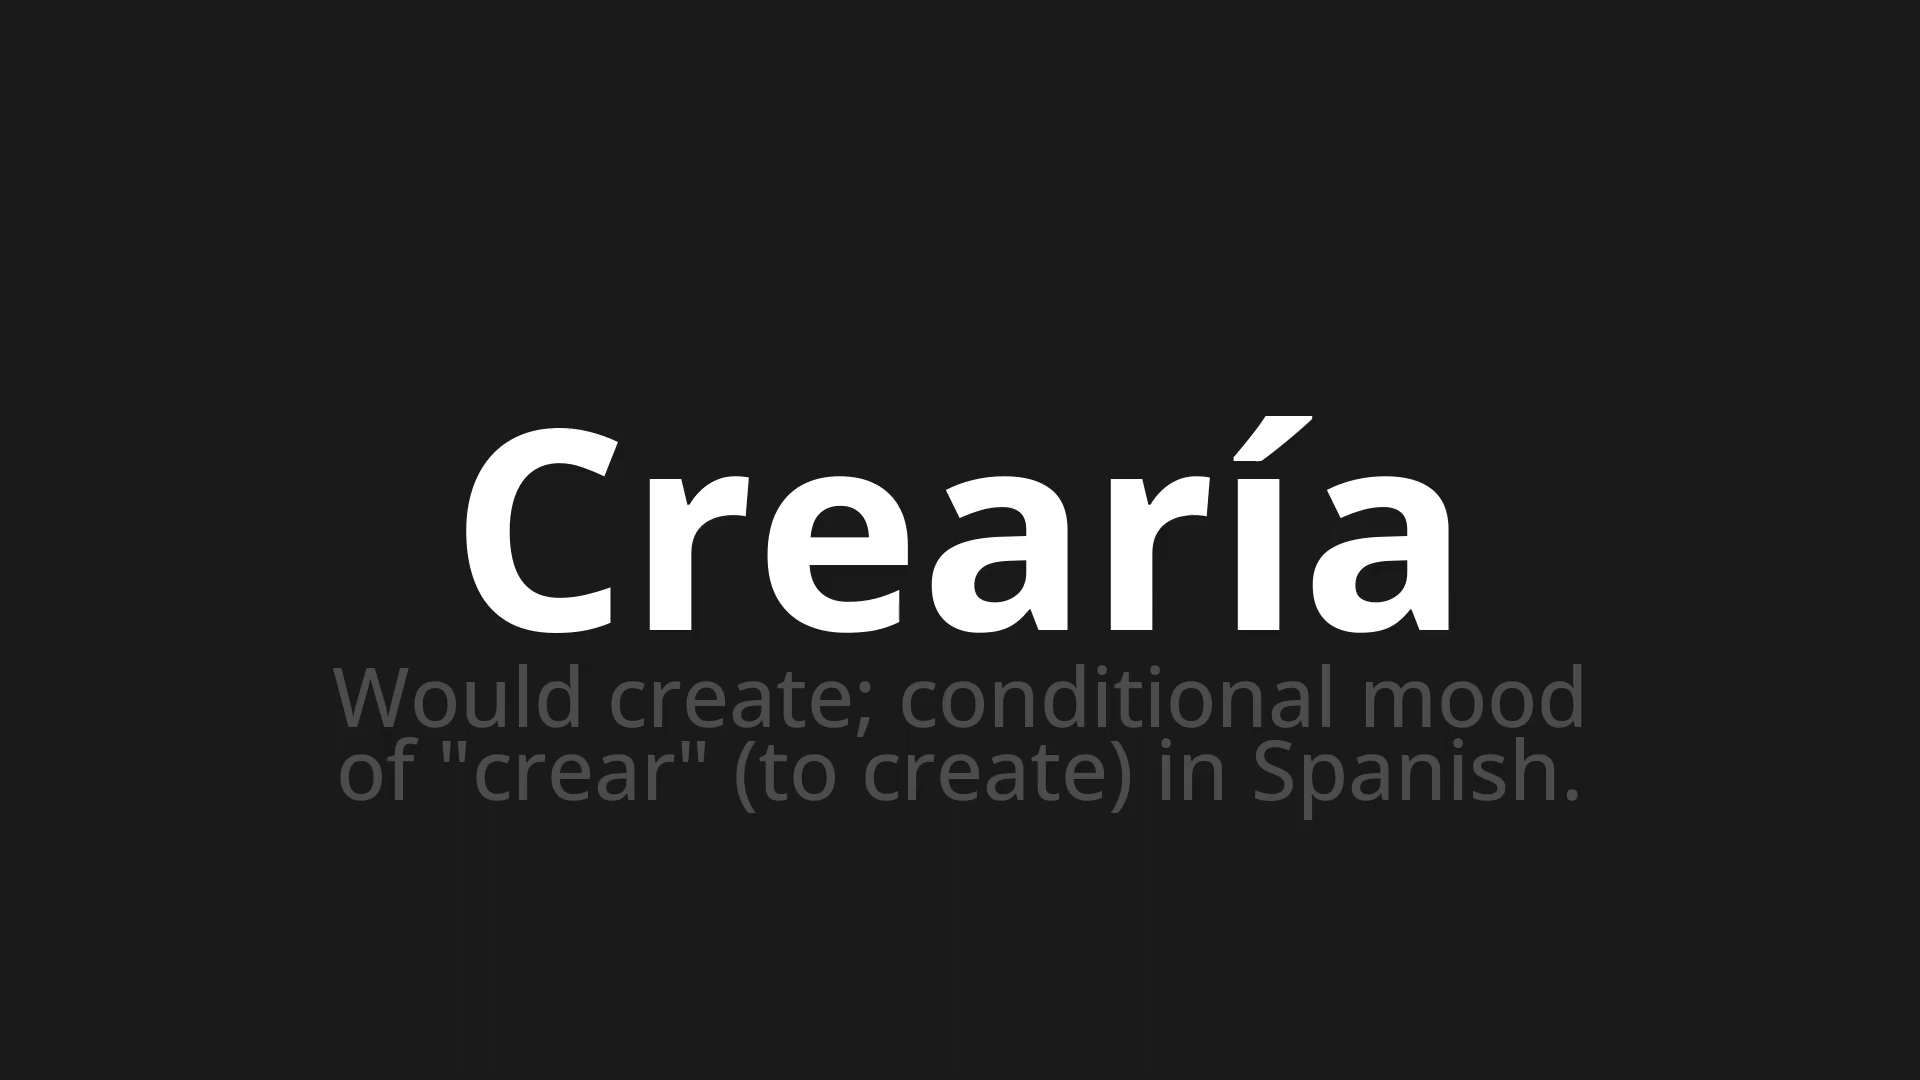 Crearía
Would create; conditional mood
of "crear" (to create) in Spanish.